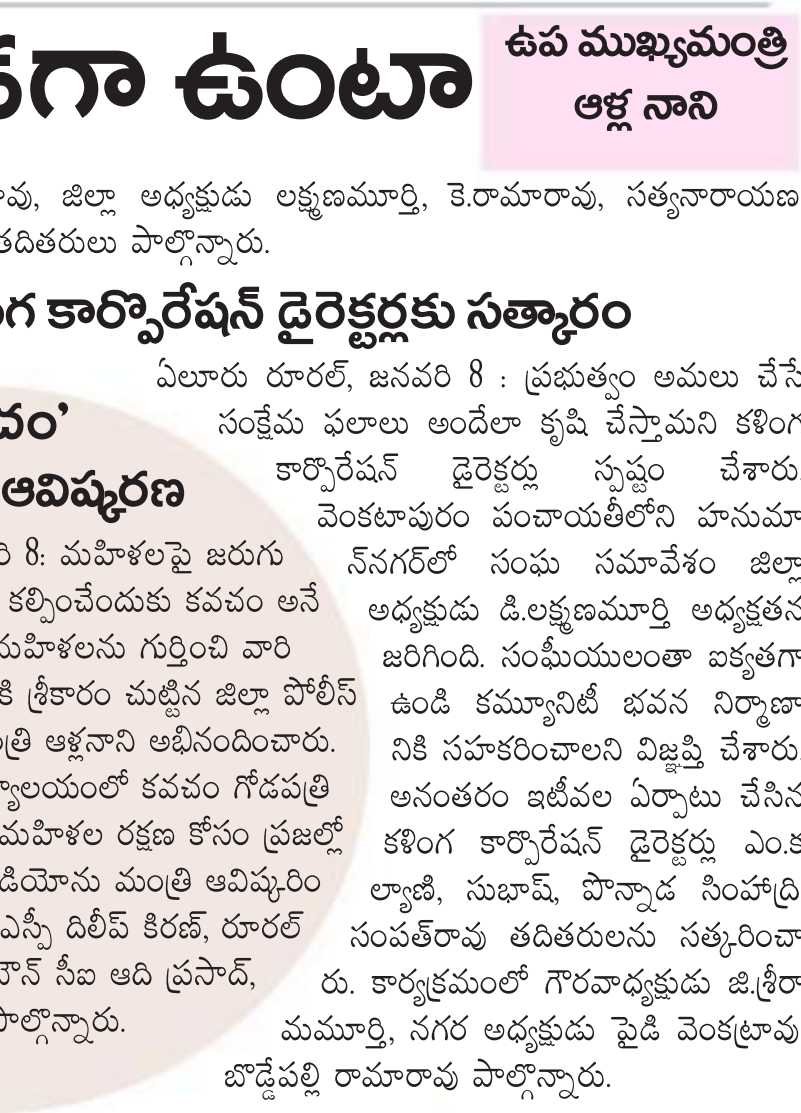 డగా ఉంటా
ఉప ముఖ్యమంత్రి
ఆళ్ల నాని
జిల్లా అధ్యక్షుడు లక్ష్మణమూర్తి, కె.రామారావు, సత్యనారాయణ
తదితరులు పాల్గొన్నారు.
కార్పొరేషన్ డైరెక్టర్లకు సత్కారం
ఏలూరు రూరల్, జనవరి 8 : ప్రభుత్వం అమలు చేసే
సంక్షేమ ఫలాలు అందేలా కృషి చేస్తామని కళింగ
కార్పొరేషన్ డైరెక్టర్లు స్పష్టం చేశారు.
వెంకటాపురం పంచాయతీలోని హనుమా
న్‌నగర్‌లో సంఘ సమావేశం జిల్లా
అధ్యక్షుడు డి.లక్ష్మణమూర్తి అధ్యక్షతన
జరిగింది. సంఘీయులంతా ఐక్యతగా
ఉండి కమ్యూనిటీ భవన నిర్మాణా
నికి సహకరించాలని విజ్ఞప్తి చేశారు.
అనంతరం ఇటీవల ఏర్పాటు చేసిన
కళింగ కార్పొరేషన్ డైరెక్టర్లు ఎం.క
ల్యాణి, సుభాష్, పొన్నాడ సింహాద్రి
సంపత్‌రావు తదితరులను సత్కరించా
రు. కార్యక్రమంలో గౌరవాధ్యక్షుడు జి.శ్రీరా
మమూర్తి, నగర అధ్యక్షుడు పైడి వెంకట్రావు
బొడ్డేపల్లి రామారావు పాల్గొన్నారు.
ఆవిష్కరణ
8: మహిళలపై జరుగు
కల్పించేందుకు కవచం అనే
మహిళలను గుర్తించి వారి
కి శ్రీకారం చుట్టిన జిల్లా పోలీస్
ఆళ్లనాని అభినందించారు.
కవచం గోడపత్రి
మహిళల రక్షణ కోసం ప్రజల్లో
మంత్రి ఆవిష్కరిం
ఎస్పీ దిలీప్ కిరణ్, రూరల్
సీఐ ఆది ప్రసాద్,
పాల్గొన్నారు.